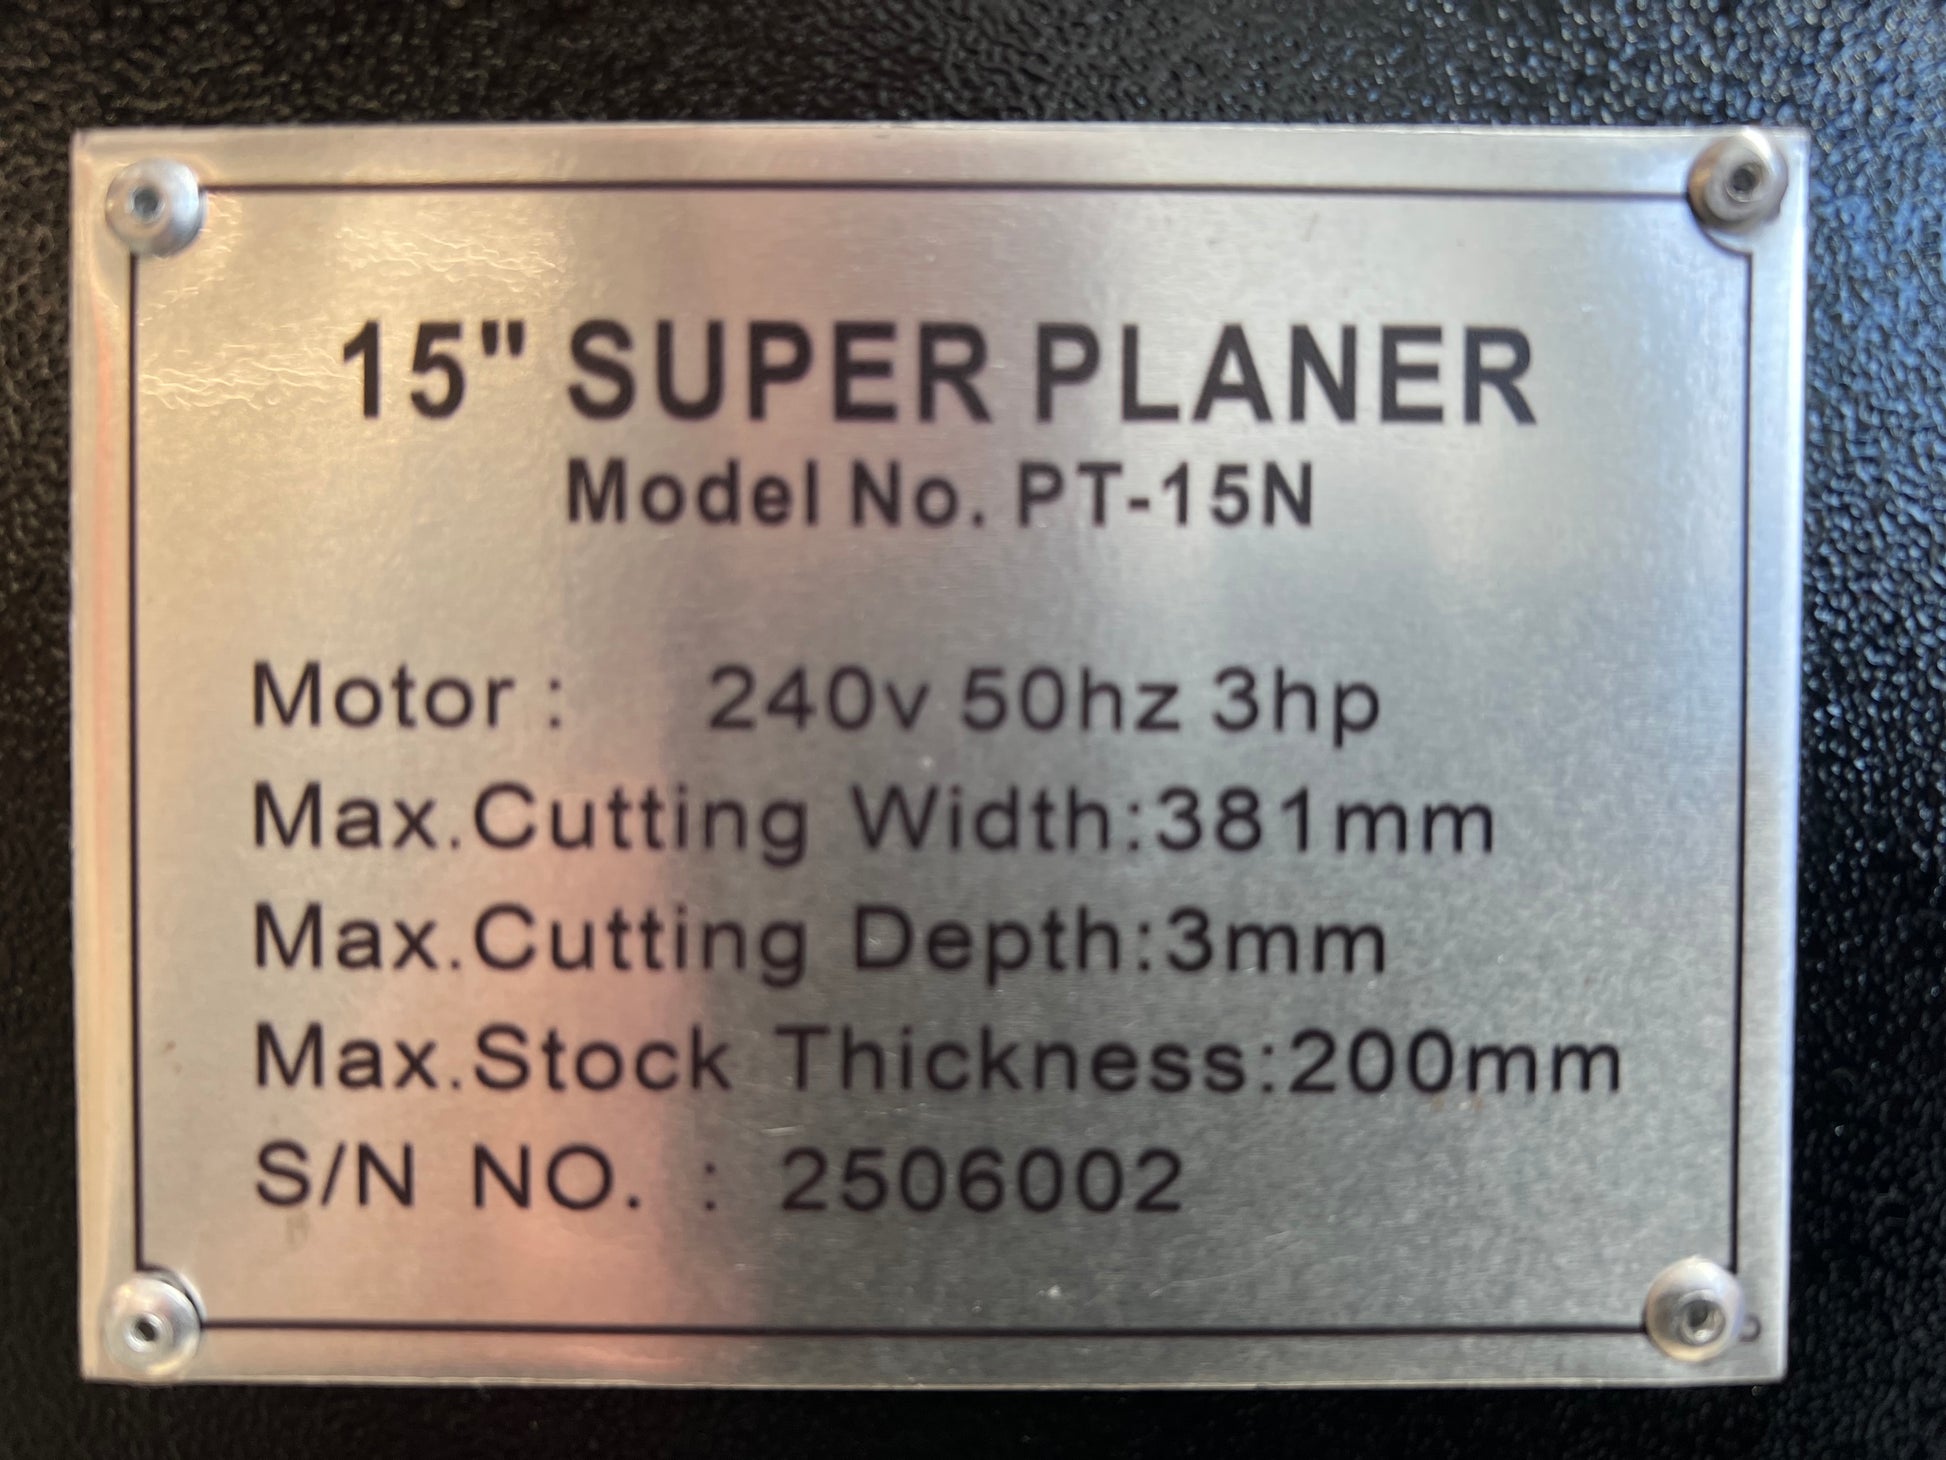 15" SUPER PLANER
Model No. PT-15N
Motor : 240v 50hz 3hp
Max.Cutting Width:381mm
Max.Cutting Depth:3mm
Max.Stock Thickness:200mm
S/N NO. : 2506002